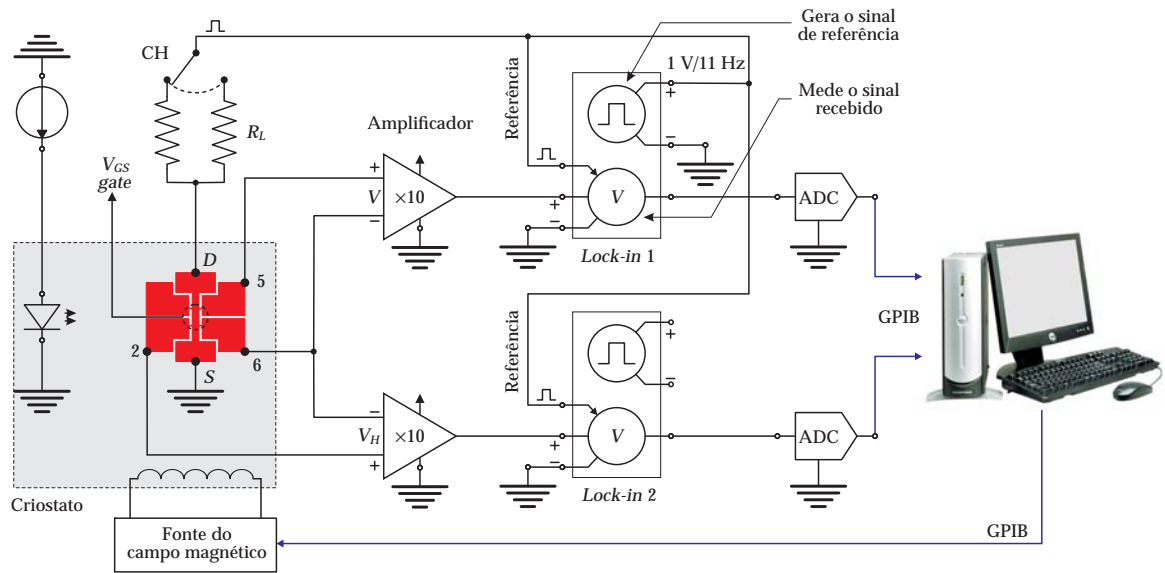 Gera o sinal
de referência
CH
1 V/11 Hz
Referência
Mede o sinal
recebido
Amplificador
R_L
V_GS
gate
+
V
×10
−
+
−
V
+
−
ADC
Lock-in 1
D
5
2
6
S
GPIB
Referência
+
−
−
V_H
×10
+
V
+
−
ADC
Lock-in 2
Criostato
Fonte do
campo magnético
GPIB